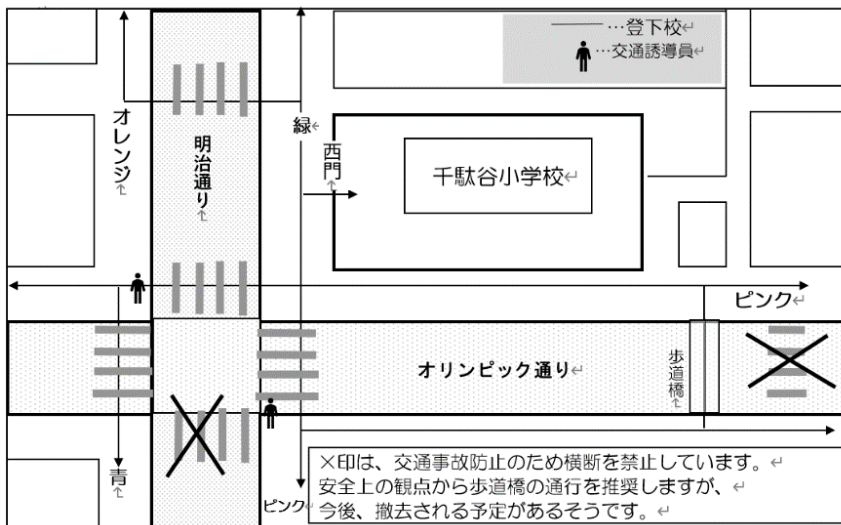 …登下校↵
…交通誘導員↵
オレンジ↵
明治通り↵
緑↵
西門↵
千駄谷小学校↵
ピンク↵
オリンピック通り↵
歩道橋↵
青↵
ピンク↵
×印は、交通事故防止のため横断を禁止しています。↵
安全上の観点から歩道橋の通行を推奨しますが、↵
今後、撤去される予定があるそうです。↵